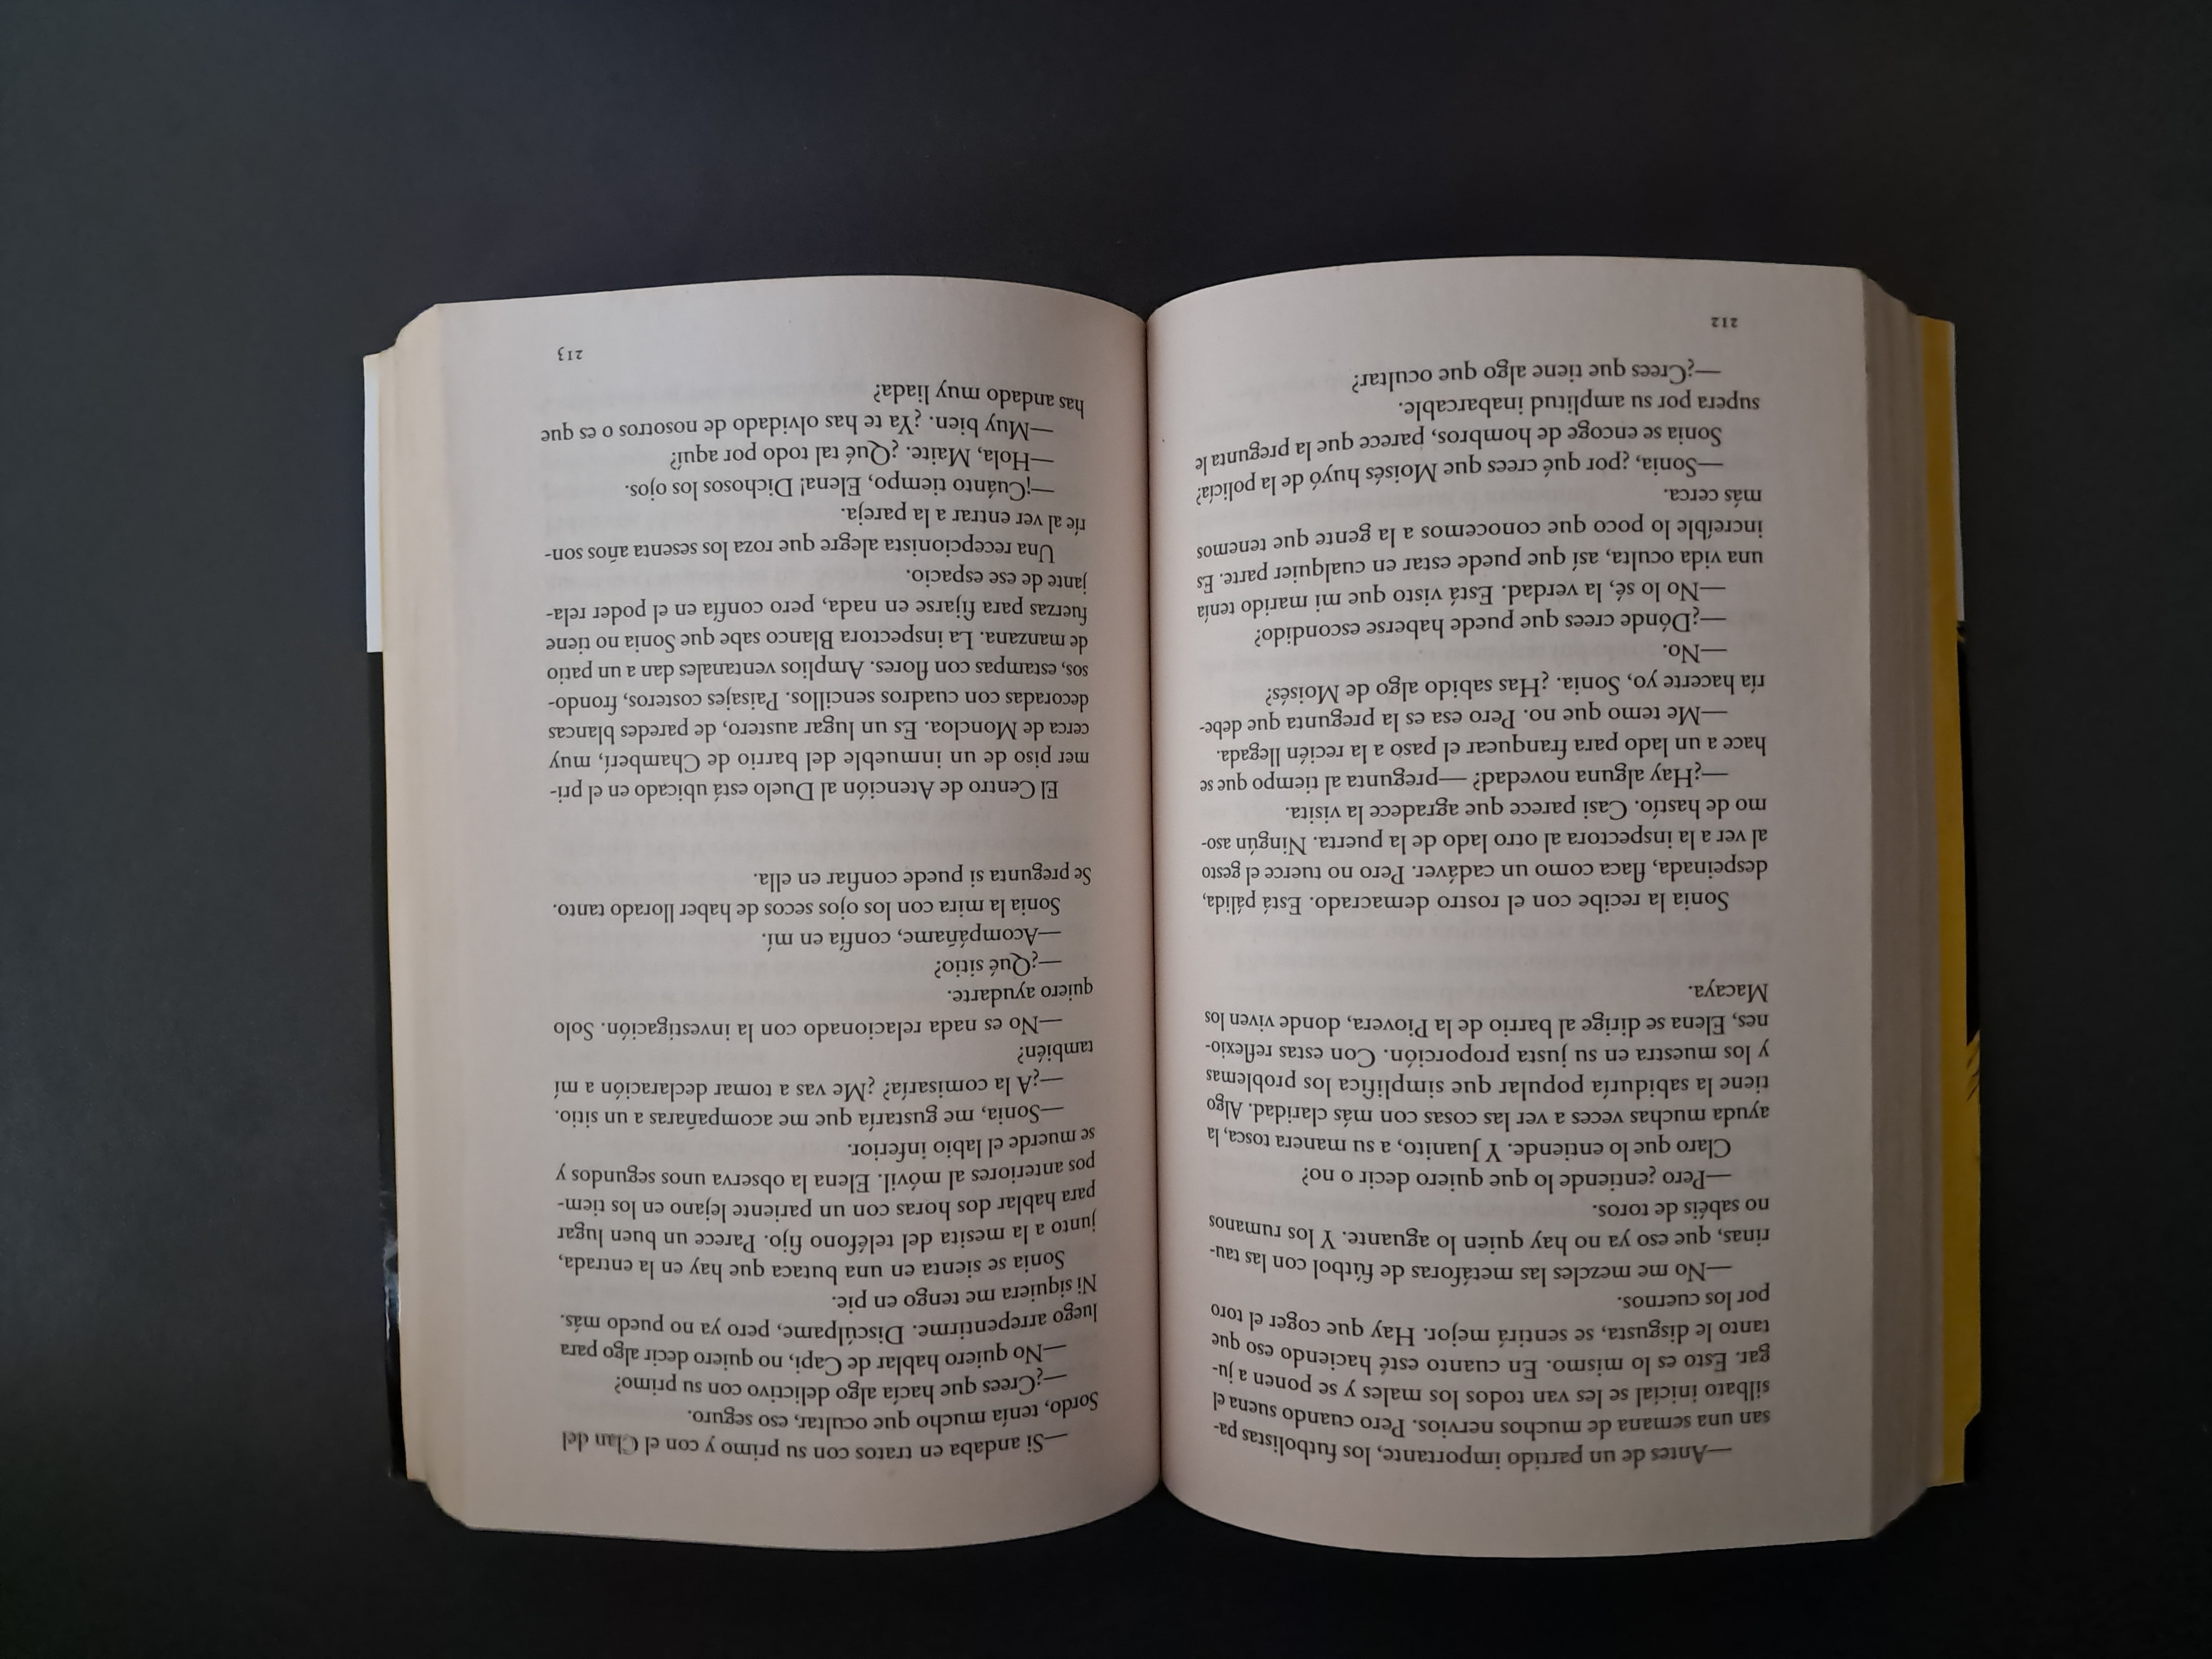 —Antes de un partido importante, los futbolistas pa-
san una semana de muchos nervios. Pero cuando suena el
silbato inicial se les van todos los males y se ponen a ju-
gar. Esto es lo mismo. En cuanto esté haciendo eso que
tanto le disgusta, se sentirá mejor. Hay que coger el toro
por los cuernos.
—No me mezcles las metáforas de fútbol con las tau-
rinas, que eso ya no hay quien lo aguante. Y los rumanos
no sabéis de toros.
—Pero ¿entiende lo que quiero decir o no?
Claro que lo entiende. Y Juanito, a su manera tosca, la
ayuda muchas veces a ver las cosas con más claridad. Algo
tiene la sabiduría popular que simplifica los problemas
y los muestra en su justa proporción. Con estas reflexio-
nes, Elena se dirige al barrio de la Piovera, donde viven los
Macaya.
Sonia la recibe con el rostro demacrado. Está pálida,
despeinada, flaca como un cadáver. Pero no tuerce el gesto
al ver a la inspectora al otro lado de la puerta. Ningún aso-
mo de hastío. Casi parece que agradece la visita.
—¿Hay alguna novedad? —pregunta al tiempo que se
hace a un lado para franquear el paso a la recién llegada.
—Me temo que no. Pero esa es la pregunta que debe-
ría hacerte yo, Sonia. ¿Has sabido algo de Moisés?
—No.
—¿Dónde crees que puede haberse escondido?
—No lo sé, la verdad. Está visto que mi marido tenía
una vida oculta, así que puede estar en cualquier parte. Es
increíble lo poco que conocemos a la gente que tenemos
más cerca.
—Sonia, ¿por qué crees que Moisés huyó de la policía?
Sonia se encoge de hombros, parece que la pregunta le
supera por su amplitud inabarcable.
—¿Crees que tiene algo que ocultar?
212
—Si andaba en tratos con su primo y con el Clan del
Sordo, tenía mucho que ocultar, eso seguro.
—¿Crees que hacía algo delictivo con su primo?
—No quiero hablar de Capi, no quiero decir algo para
luego arrepentirme. Discúlpame, pero ya no puedo más.
Ni siquiera me tengo en pie.
Sonia se sienta en una butaca que hay en la entrada,
junto a la mesita del teléfono fijo. Parece un buen lugar
para hablar dos horas con un pariente lejano en los tiem-
pos anteriores al móvil. Elena la observa unos segundos y
se muerde el labio inferior.
—Sonia, me gustaría que me acompañaras a un sitio.
—¿A la comisaría? ¿Me vas a tomar declaración a mí
también?
—No es nada relacionado con la investigación. Solo
quiero ayudarte.
—¿Qué sitio?
—Acompáñame, confía en mí.
Sonia la mira con los ojos secos de haber llorado tanto.
Se pregunta si puede confiar en ella.
El Centro de Atención al Duelo está ubicado en el pri-
mer piso de un inmueble del barrio de Chamberí, muy
cerca de Moncloa. Es un lugar austero, de paredes blancas
decoradas con cuadros sencillos. Paisajes costeros, frondo-
sos, estampas con flores. Amplios ventanales dan a un patio
de manzana. La inspectora Blanco sabe que Sonia no tiene
fuerzas para fijarse en nada, pero confía en el poder rela-
jante de ese espacio.
Una recepcionista alegre que roza los sesenta años son-
ríe al ver entrar a la pareja.
—¡Cuánto tiempo, Elena! Dichosos los ojos.
—Hola, Maite. ¿Qué tal todo por aquí?
—Muy bien. ¿Ya te has olvidado de nosotros o es que
has andado muy liada?
213